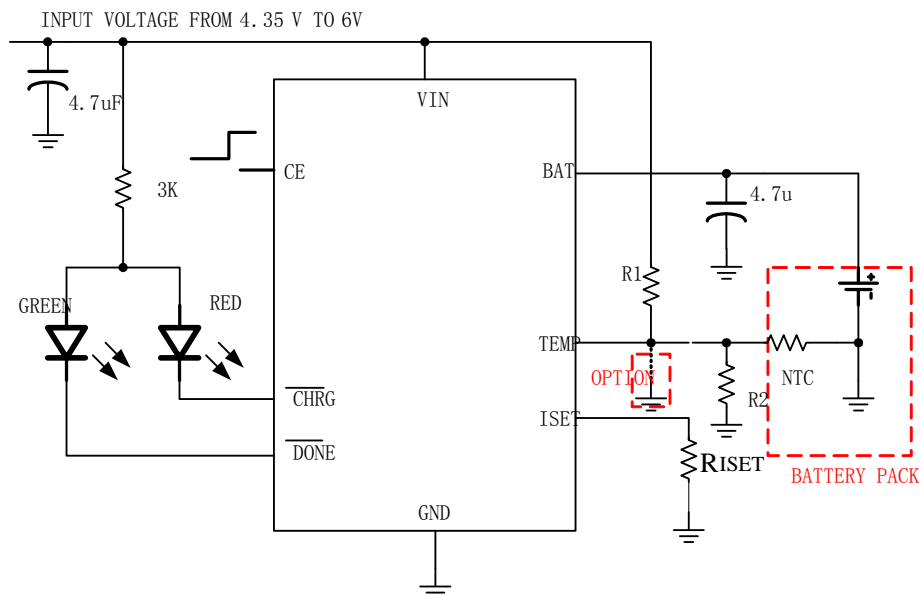 INPUT VOLTAGE FROM 4.35 V TO 6V
4.7uF
VIN
3K
CE
BAT
4.7u
R1
GREEN
RED
TEMP
OPTION
NTC
CHRG
R2
ISET
DONE
RISET
BATTERY PACK
GND